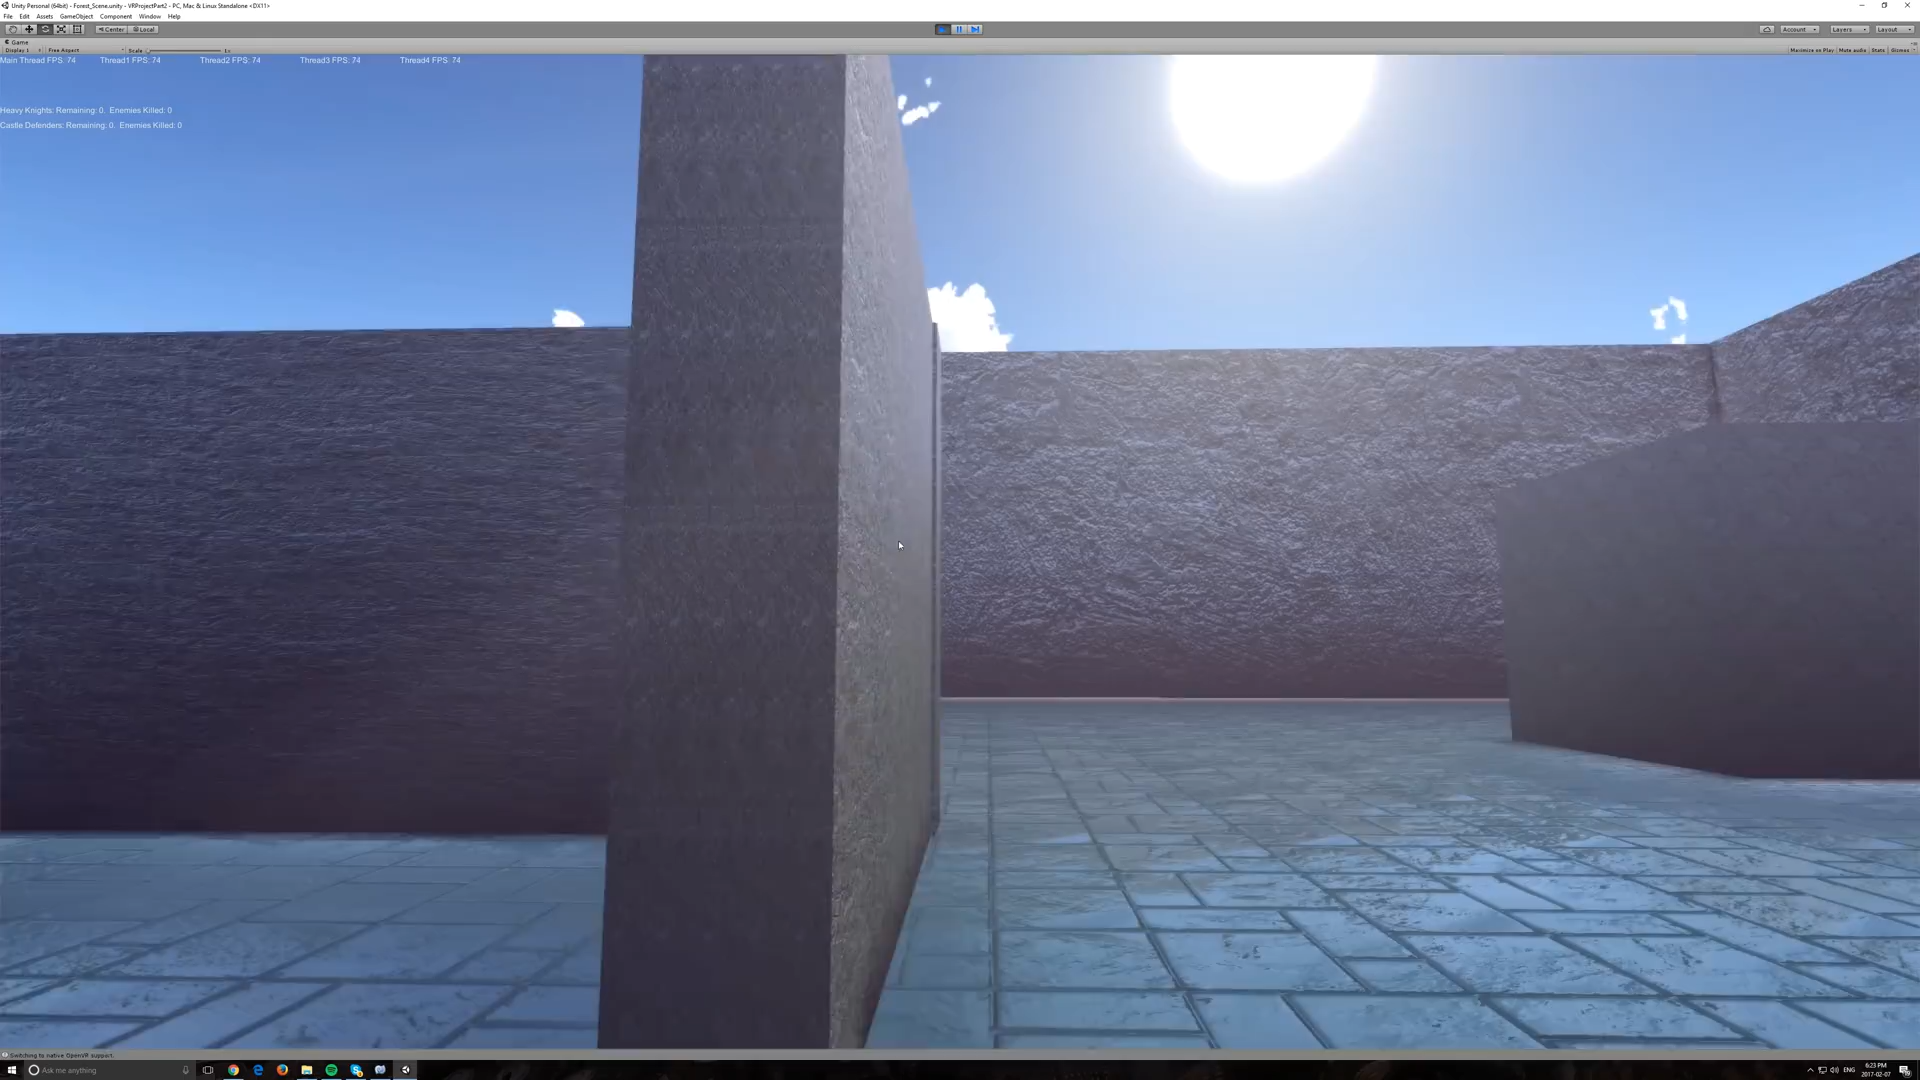 Unity Personal (64bit) - Forest_Scene.unity - VRProjectPart2 - PC, Mac & Linux Standalone <DX11>
File Edit Assets GameObject Component Window Help
Center Local Account Layers Layout
Game
Display 1 Free Aspect Scale 1x Maximize on Play Mute audio Stats Gizmos
Main Thread FPS: 74 Thread1 FPS: 74 Thread2 FPS: 74 Thread3 FPS: 74 Thread4 FPS: 74
Heavy Knights: Remaining: 0. Enemies Killed: 0
Castle Defenders: Remaining: 0. Enemies Killed: 0
Switching to native OpenVR support.
Ask me anything
ENG
6:23 PM
2017-02-07